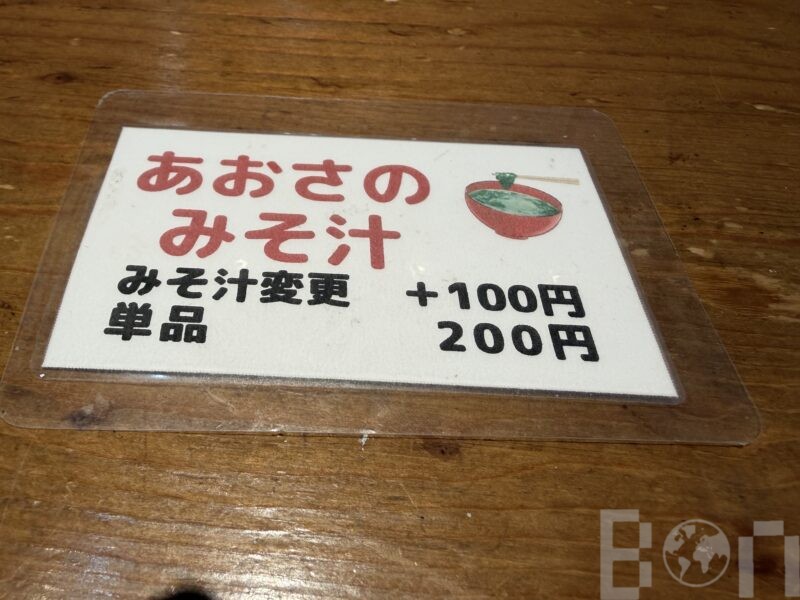 あおさの
みそ汁
みそ汁変更 +100円
単品 200円